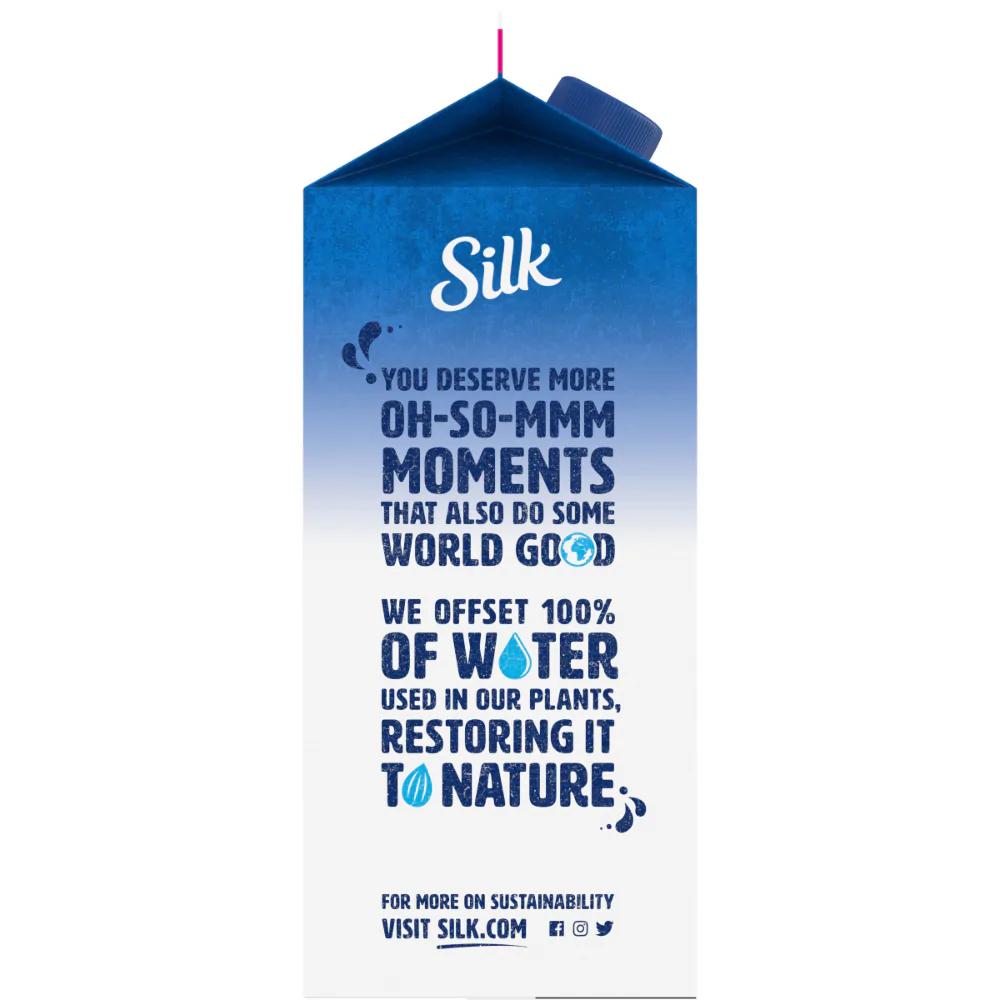 Silk
YOU DESERVE MORE
OH-SO-MMM
MOMENTS
THAT ALSO DO SOME
WORLD GOOD
WE OFFSET 100%
OF WATER
USED IN OUR PLANTS,
RESTORING IT
TO NATURE.
FOR MORE ON SUSTAINABILITY
VISIT SILK.COM